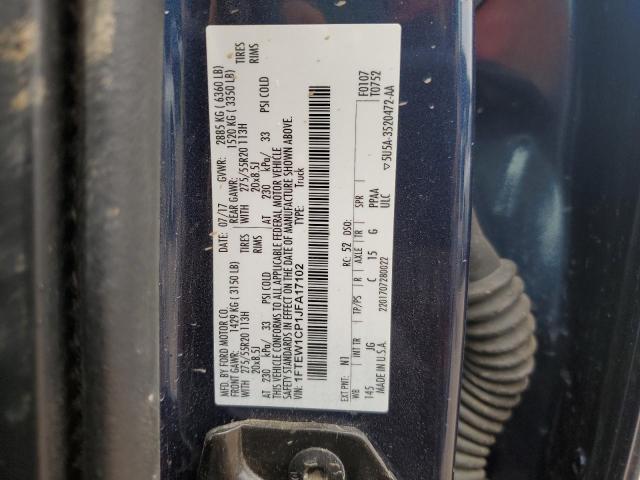 MFD. BY FORD MOTOR CO.
DATE: 07/17 GVWR: 2885 KG ( 6360 LB)
FRONT GAWR: 1429 KG ( 3150 LB) REAR GAWR: 1520 KG ( 3350 LB)
WITH 275/55R20 113H TIRES WITH 275/55R20 113H TIRES
20x8.5J RIMS 20x8.5J RIMS
AT 230 kPa/ 33 PSI COLD AT 230 kPa/ 33 PSI COLD
THIS VEHICLE CONFORMS TO ALL APPLICABLE FEDERAL MOTOR VEHICLE
SAFETY STANDARDS IN EFFECT ON THE DATE OF MANUFACTURE SHOWN ABOVE.
VIN: 1FTEW1CP1JFA17102 TYPE: Truck
F0107
T0752
EXT PNT: N1 RC: 52 DSO:
WB INT TR TP/PS R AXLE TR SPR
145 JG C 15 G PPAA
ULC
2201707280022
MADE IN U.S.A.
▽5U5A-3520472-AA